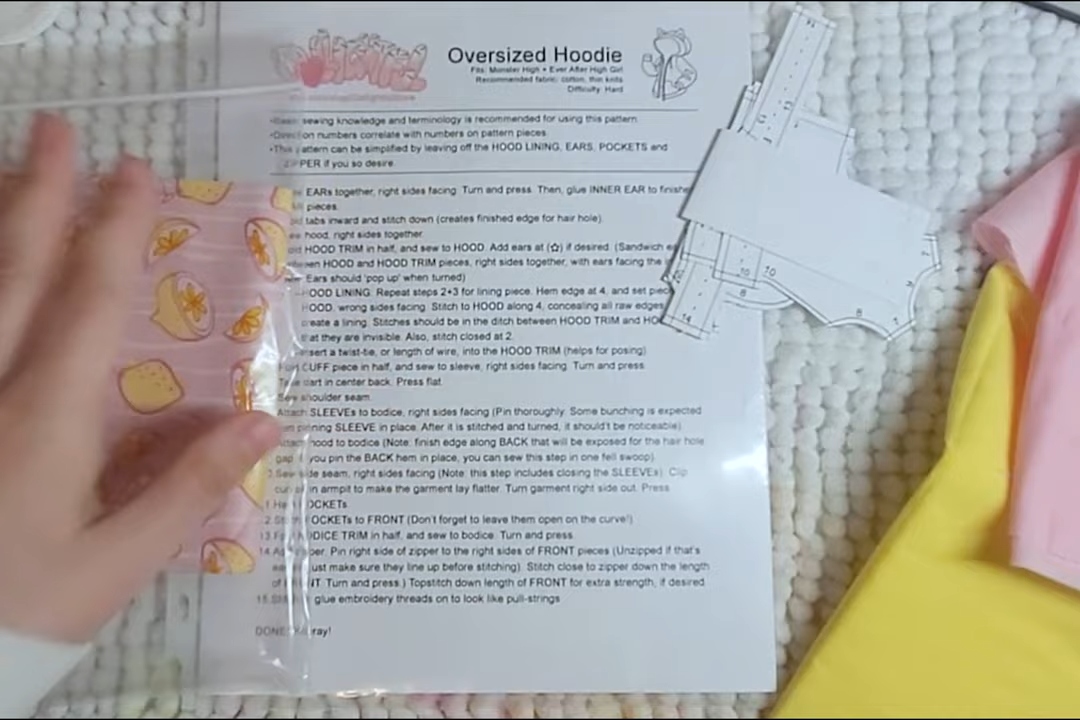 Oversized Hoodie
Fits: Monster High • Ever After High Girl
Recommended fabric: cotton, thin knits
Difficulty: Hard
sewing knowledge and terminology is recommended for using this pattern.
numbers correlate with numbers on pattern pieces.
pattern can be simplified by leaving off the HOOD LINING, EARS, POCKETS and
if you so desire.
EARs together, right sides facing. Turn and press. Then, glue INNER EAR to
pieces.
tabs inward and stitch down (creates finished edge for hair hole).
hood, right sides together.
HOOD TRIM in half, and sew to HOOD. Add ears at (☆) if desired. (Sandwich
HOOD and HOOD TRIM pieces, right sides together, with ears facing the
Ears should 'pop up' when turned)
HOOD LINING: Repeat steps 2+3 for lining piece. Hem edge at 4, and set
HOOD, wrong sides facing. Stitch to HOOD along 4, concealing all raw edges
create a lining. Stitches should be in the ditch between HOOD TRIM and
that they are invisible. Also, stitch closed at 2.
a twist-tie, or length of wire, into the HOOD TRIM (helps for posing)
CUFF piece in half, and sew to sleeve, right sides facing. Turn and press.
dart in center back. Press flat.
shoulder seam.
Attach SLEEVEs to bodice, right sides facing (Pin thoroughly. Some bunching is expected
pinning SLEEVE in place. After it is stitched and turned, it shouldn't be noticeable)
hood to bodice (Note: finish edge along BACK that will be exposed for the hair hole
gap. If you pin the BACK hem in place, you can sew this step in one fell swoop).
Sew side seam, right sides facing (Note: this step includes closing the SLEEVEs). Clip
in armpit to make the garment lay flatter. Turn garment right side out. Press.
POCKETs to FRONT (Don't forget to leave them open on the curve!)
13. BODICE TRIM in half, and sew to bodice. Turn and press.
14. Pin right side of zipper to the right sides of FRONT pieces (Unzipped if that's
just make sure they line up before stitching). Stitch close to zipper down the length
of Turn and press.) Topstitch down length of FRONT for extra strength, if desired.
15. glue embroidery threads on to look like pull-strings
10
10
8
14
8